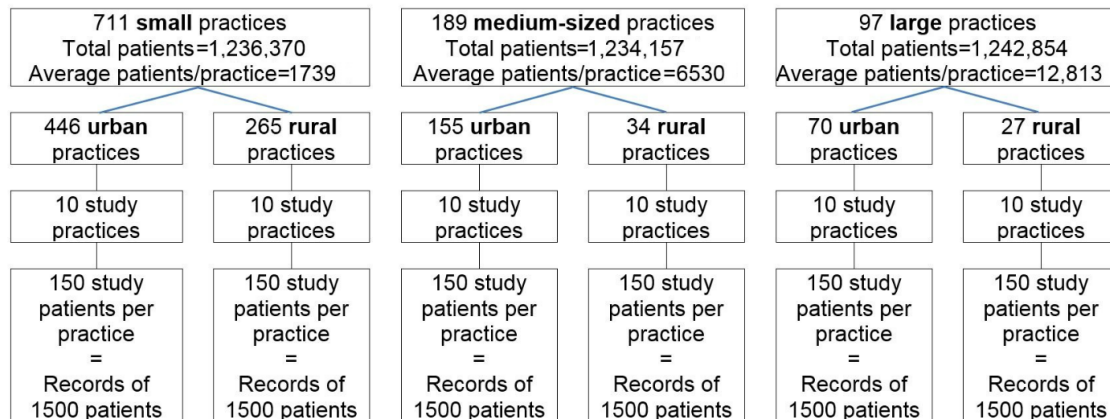 711 small practices
Total patients=1,236,370
Average patients/practice=1739
189 medium-sized practices
Total patients=1,234,157
Average patients/practice=6530
97 large practices
Total patients=1,242,854
Average patients/practice=12,813
446 urban
practices
265 rural
practices
155 urban
practices
34 rural
practices
70 urban
practices
27 rural
practices
10 study
practices
10 study
practices
10 study
practices
10 study
practices
10 study
practices
10 study
practices
150 study
patients per
practice
=
Records of
1500 patients
150 study
patients per
practice
=
Records of
1500 patients
150 study
patients per
practice
=
Records of
1500 patients
150 study
patients per
practice
=
Records of
1500 patients
150 study
patients per
practice
=
Records of
1500 patients
150 study
patients per
practice
=
Records of
1500 patients